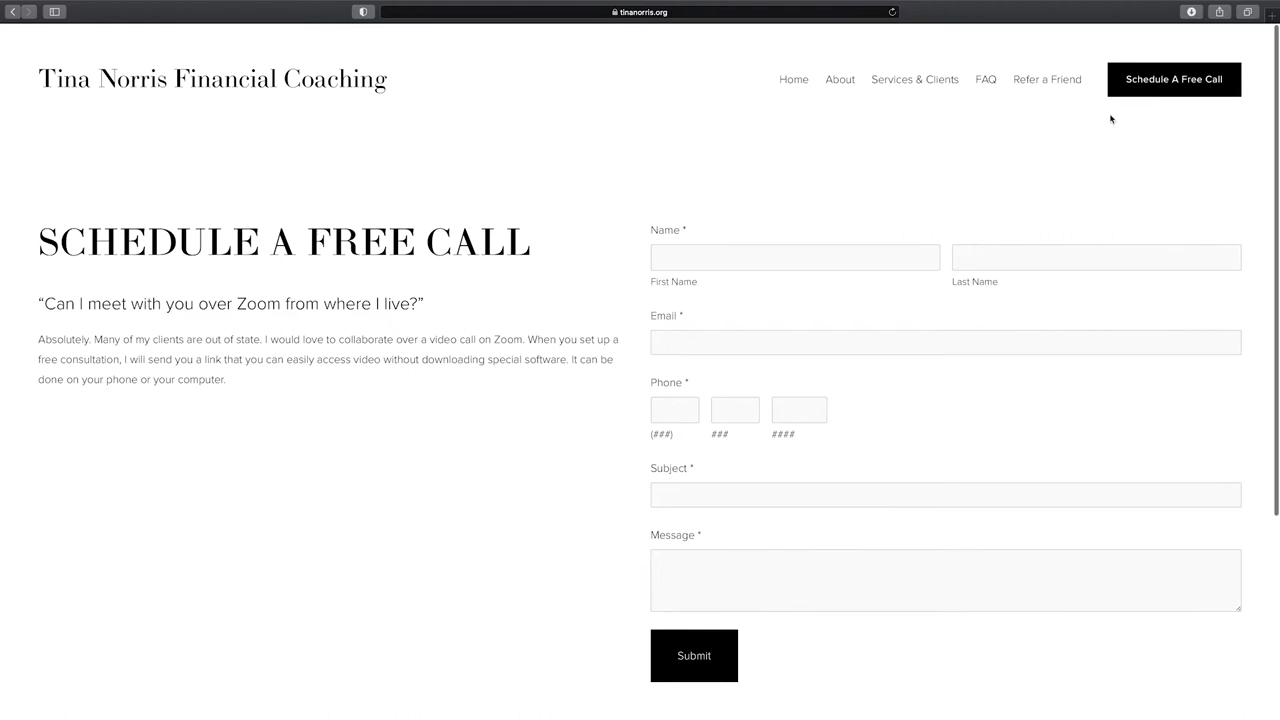 tinanorris.org
Tina Norris Financial Coaching
Home About Services & Clients FAQ Refer a Friend Schedule A Free Call
SCHEDULE A FREE CALL
“Can I meet with you over Zoom from where I live?”
Absolutely. Many of my clients are out of state. I would love to collaborate over a video call on Zoom. When you set up a
free consultation, I will send you a link that you can easily access video without downloading special software. It can be
done on your phone or your computer.
Name *
First Name Last Name
Email *
Phone *
(###) ### ####
Subject *
Message *
Submit